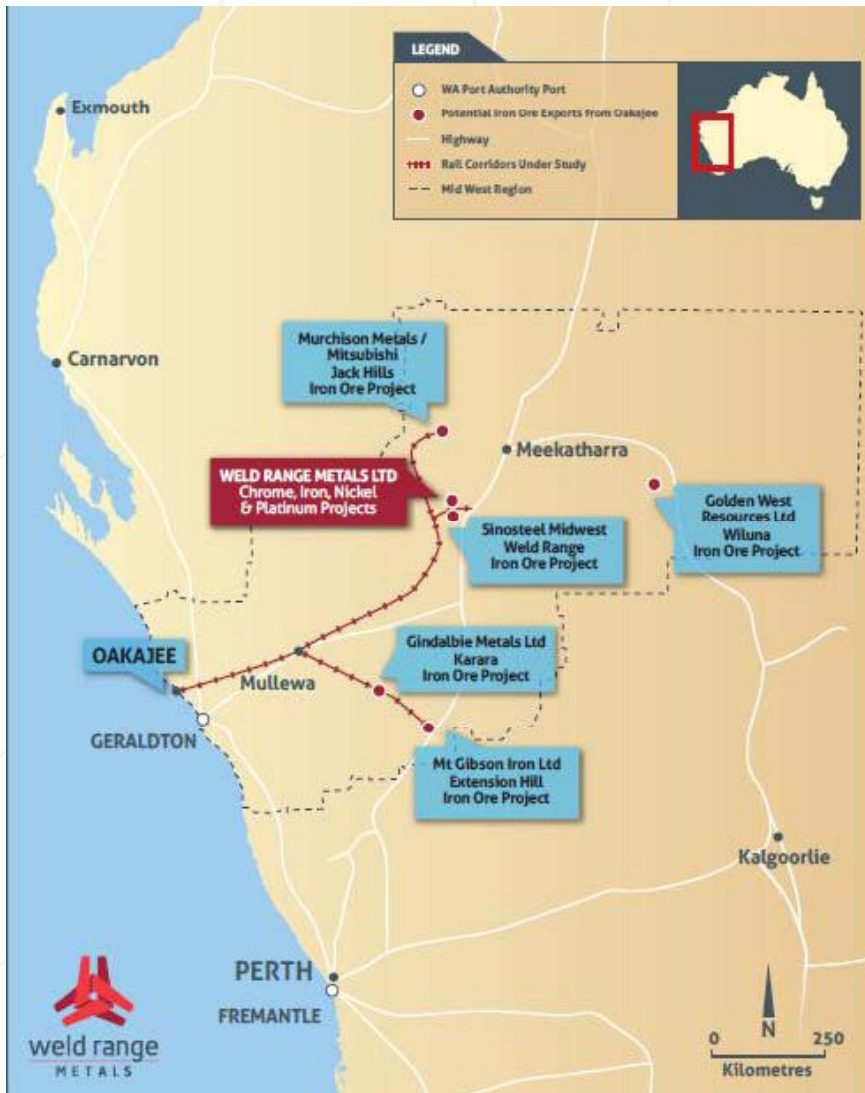 LEGEND
WA Port Authority Port
Potential Iron Ore Exports from Oakajee
Highway
Rail Corridors Under Study
Mid West Region
Exmouth
Carnarvon
Murchison Metals /
Mitsubishi
Jack Hills
Iron Ore Project
Meekatharra
WELD RANGE METALS LTD
Chrome, Iron, Nickel
& Platinum Projects
Golden West
Resources Ltd
Wiluna
Iron Ore Project
Sinosteel Midwest
Weld Range
Iron Ore Project
OAKAJEE
Mullewa
Gindalbie Metals Ltd
Karara
Iron Ore Project
GERALDTON
Mt Gibson Iron Ltd
Extension Hill
Iron Ore Project
Kalgoorlie
PERTH
FREMANTLE
weld range
METALS
N
0 250
Kilometres